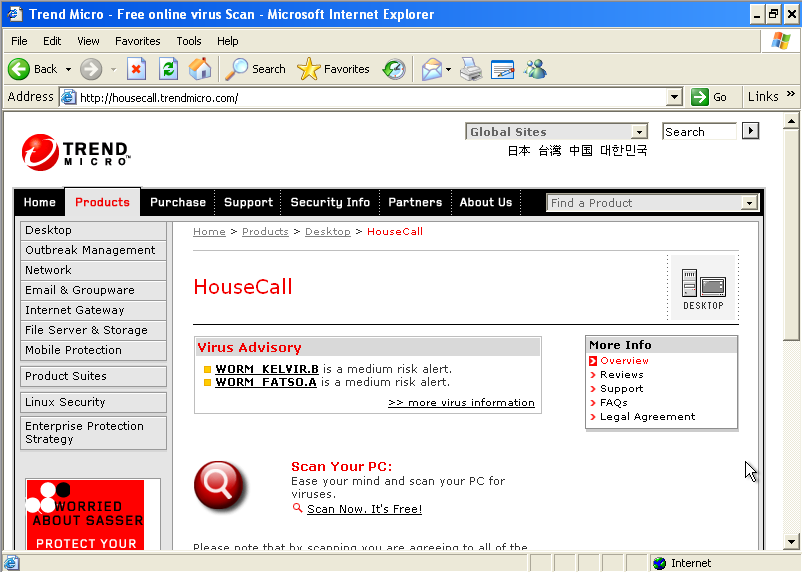 Trend Micro - Free online virus Scan - Microsoft Internet Explorer
File Edit View Favorites Tools Help
Back Search Favorites
Address http://housecall.trendmicro.com/ Go Links »
TREND MICRO™
Global Sites Search
日本 台灣 中国 대한민국
Home Products Purchase Support Security Info Partners About Us Find a Product
Desktop
Outbreak Management
Network
Email & Groupware
Internet Gateway
File Server & Storage
Mobile Protection
Product Suites
Linux Security
Enterprise Protection
Strategy
WORRIED
ABOUT SASSER
PROTECT YOUR
Home > Products > Desktop > HouseCall
HouseCall
DESKTOP
Virus Advisory
WORM_KELVIR.B is a medium risk alert.
WORM_FATSO.A is a medium risk alert.
>> more virus information
More Info
Overview
Reviews
Support
FAQs
Legal Agreement
Scan Your PC:
Ease your mind and scan your PC for
viruses.
Scan Now. It's Free!
Please note that by scanning you are agreeing to all of the
Internet